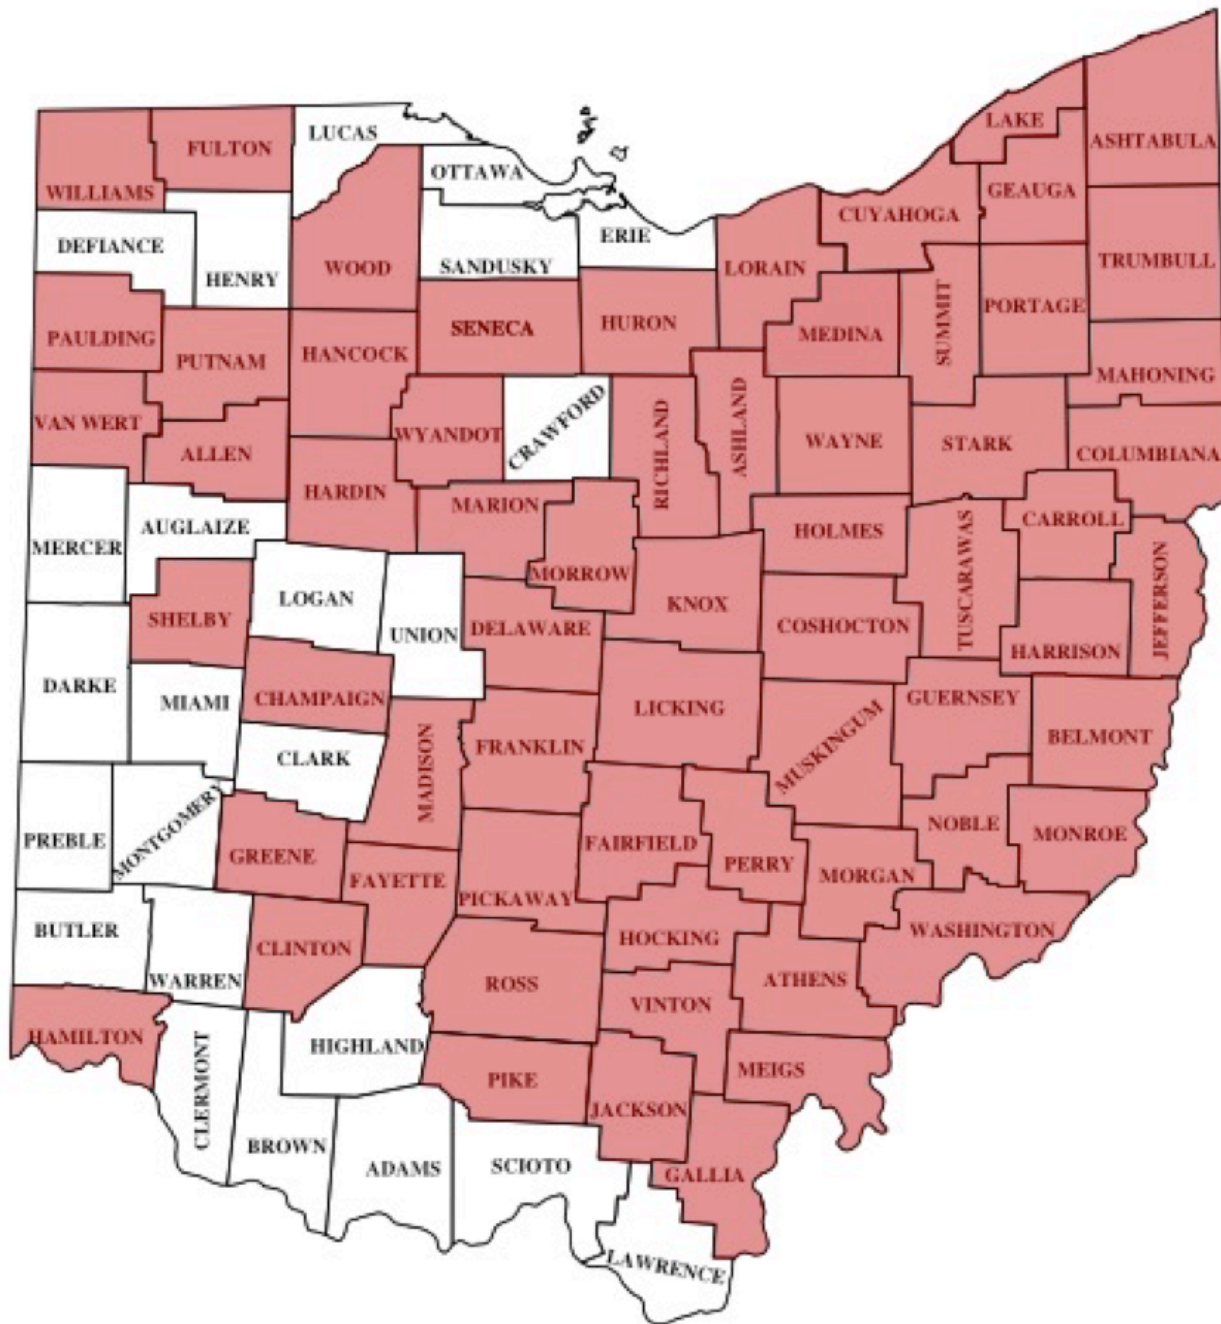 LAKE
ASHTABULA
LUCAS
FULTON
OTTAWA
WILLIAMS
GEAUGA
CUYAHOGA
ERIE
DEFIANCE
TRUMBULL
SANDUSKY
WOOD
LORAIN
HENRY
PORTAGE
SUMMIT
SENECA
HURON
MEDINA
PAULDING
HANCOCK
PUTNAM
MAHONING
VAN WERT
WYANDOT
CRAWFORD
RICHLAND
ASHLAND
WAYNE
STARK
COLUMBIANA
ALLEN
HARDIN
MARION
AUGLAIZE
HOLMES
CARROLL
MERCER
TUSCARAWAS
JEFFERSON
MORROW
LOGAN
KNOX
SHELBY
UNION
DELAWARE
COSHOCTON
HARRISON
DARKE
MIAMI
CHAMPAIGN
LICKING
GUERNSEY
MUSKINGUM
BELMONT
FRANKLIN
CLARK
MADISON
PREBLE
MONTGOMERY
NOBLE
MONROE
GREENE
FAIRFIELD
PERRY
MORGAN
FAYETTE
PICKAWAY
BUTLER
WASHINGTON
HOCKING
CLINTON
WARREN
ROSS
ATHENS
VINTON
HAMILTON
HIGHLAND
CLERMONT
MEIGS
PIKE
JACKSON
BROWN
ADAMS
SCIOTO
GALLIA
LAWRENCE